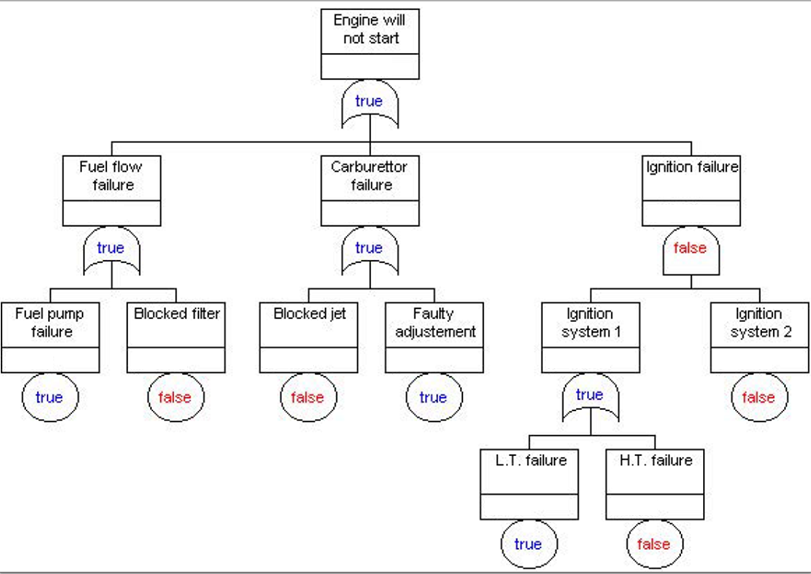 Engine will
not start
true
Fuel flow
failure
Carburettor
failure
Ignition failure
true
true
false
Fuel pump
failure
Blocked filter
Blocked jet
Faulty
adjustement
Ignition
system 1
Ignition
system 2
true
false
false
true
true
false
L.T. failure
H.T. failure
true
false